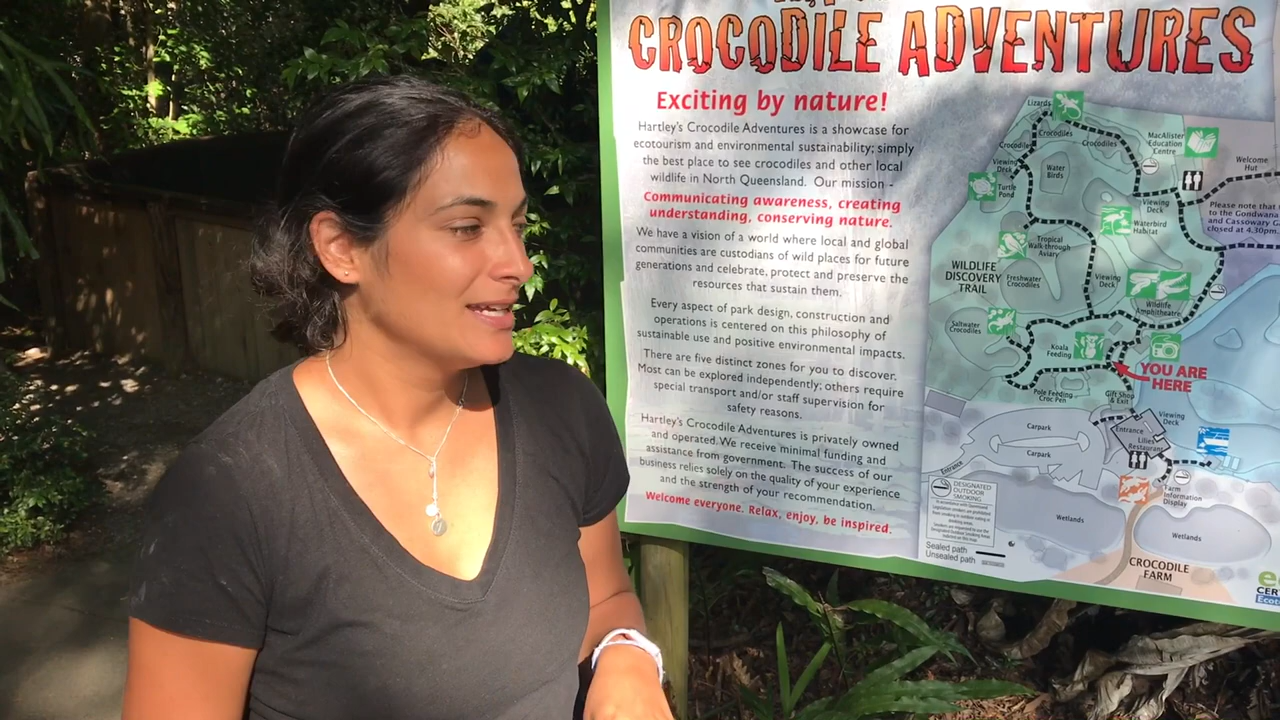 CROCODILE ADVENTURES
Exciting by nature!
Hartley's Crocodile Adventures is a showcase for
ecotourism and environmental sustainability; simply
the best place to see crocodiles and other local
wildlife in North Queensland. Our mission -
Communicating awareness, creating
understanding, conserving nature.
We have a vision of a world where local and global
communities are custodians of wild places for future
generations and celebrate, protect and preserve the
resources that sustain them.
Every aspect of park design, construction and
operations is centered on this philosophy of
sustainable use and positive environmental impacts.
There are five distinct zones for you to discover.
Most can be explored independently; others require
special transport and/or staff supervision for
safety reasons.
Hartley's Crocodile Adventures is privately owned
and operated. We receive minimal funding and
assistance from government. The success of our
business relies solely on the quality of your experience
and the strength of your recommendation.
Welcome everyone. Relax, enjoy, be inspired.
Lizards
Crocodiles
Crocodiles
Crocodiles
Viewing
Deck
Turtle
Pond
Water
Birds
MacAlister
Education
Centre
Welcome
Hut
Viewing
Deck
Waterbird
Habitat
Please note that
to the Gondwana
and Cassowary
closed at 4.30pm.
Tropical
Walk through
Aviary
WILDLIFE
DISCOVERY
TRAIL
Freshwater
Crocodiles
Viewing
Deck
Wildlife
Amphitheatre
Saltwater
Crocodiles
Koala
Feeding
YOU ARE
HERE
Pole Feeding
Croc Pen
Gift Shop
& Exit
Carpark
Carpark
Entrance
Entrance
Lilies
Restaurant
Viewing
Deck
DESIGNATED
OUTDOOR
SMOKING
Farm
Information
Display
Wetlands
Wetlands
Sealed path
Unsealed path
CROCODILE
FARM